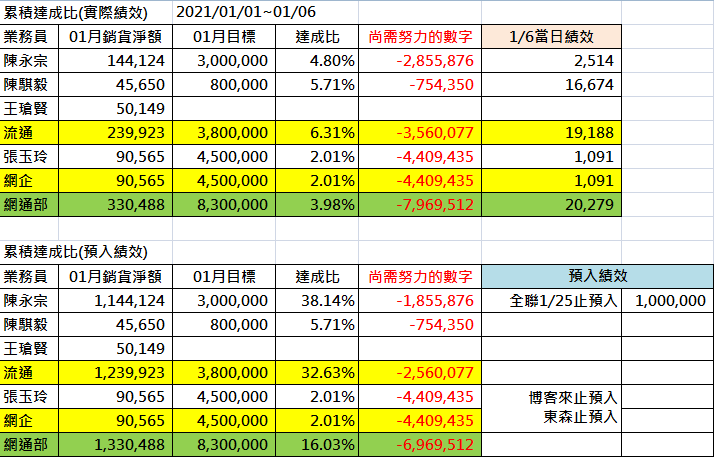 累積達成比(實際績效) 2021/01/01~01/06
業務員 01月銷貨淨額 01月目標 達成比 尚需努力的數字 1/6當日績效
陳永宗 144,124 3,000,000 4.80% -2,855,876 2,514
陳騏毅 45,650 800,000 5.71% -754,350 16,674
王瑲賢 50,149
流通 239,923 3,800,000 6.31% -3,560,077 19,188
張玉玲 90,565 4,500,000 2.01% -4,409,435 1,091
網企 90,565 4,500,000 2.01% -4,409,435 1,091
網通部 330,488 8,300,000 3.98% -7,969,512 20,279
累積達成比(預入績效)
業務員 01月銷貨淨額 01月目標 達成比 尚需努力的數字 預入績效
陳永宗 1,144,124 3,000,000 38.14% -1,855,876 全聯1/25止預入 1,000,000
陳騏毅 45,650 800,000 5.71% -754,350
王瑲賢 50,149
流通 1,239,923 3,800,000 32.63% -2,560,077
張玉玲 90,565 4,500,000 2.01% -4,409,435 博客來止預入
網企 90,565 4,500,000 2.01% -4,409,435 東森止預入
網通部 1,330,488 8,300,000 16.03% -6,969,512